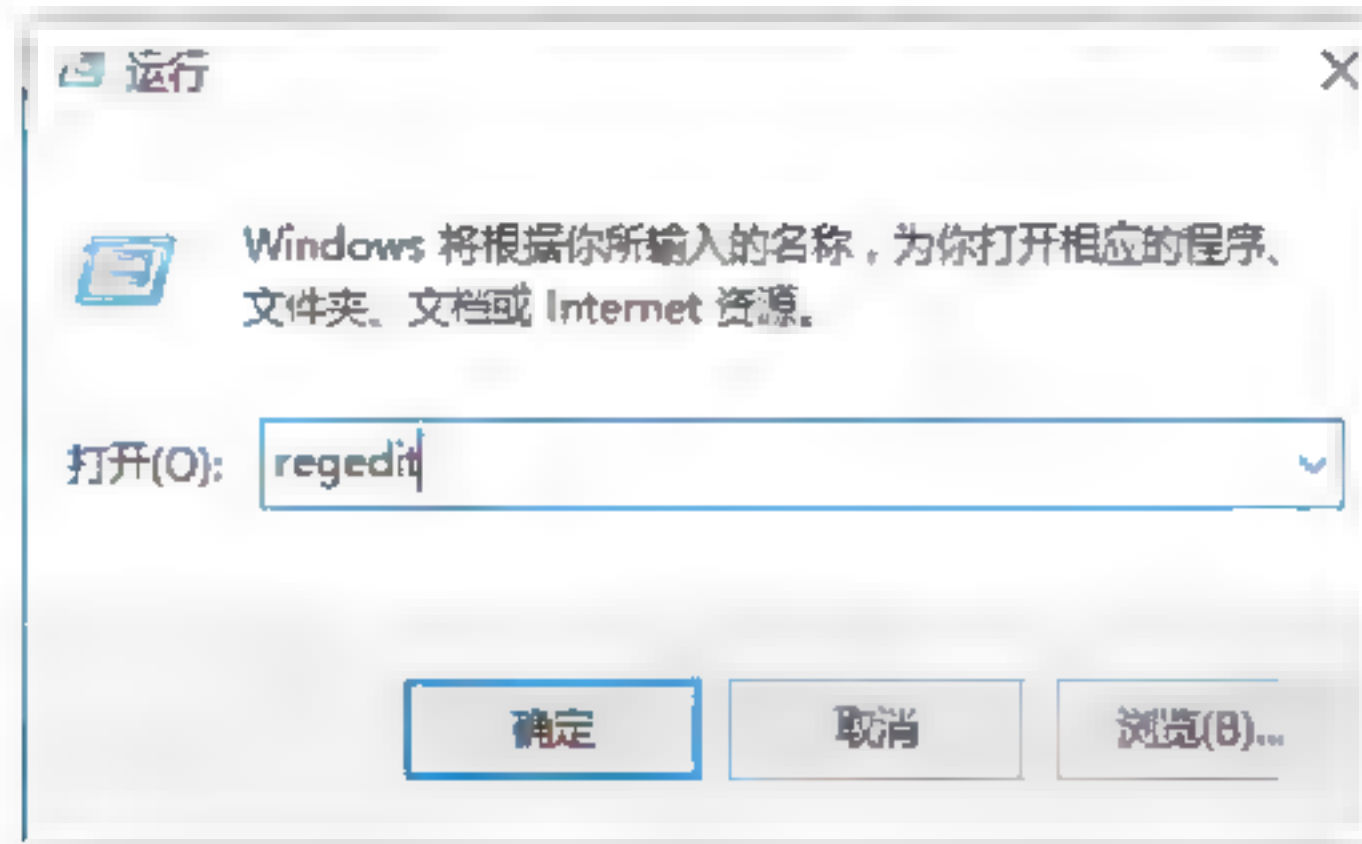 运行
Windows 将根据你所输入的名称，为你打开相应的程序、
文件夹、文档或 Internet 资源。
打开(O): regedit
确定 取消 浏览(B)...